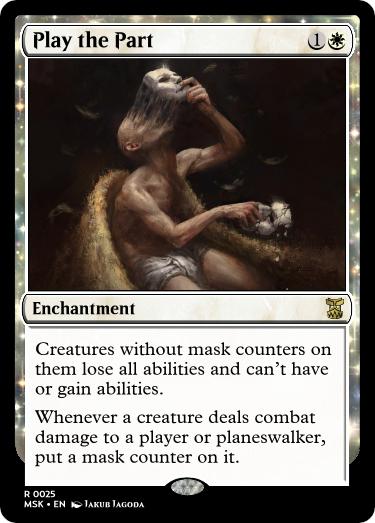 Play the Part 1
Enchantment
Creatures without mask counters on
them lose all abilities and can't have
or gain abilities.
Whenever a creature deals combat
damage to a player or planeswalker,
put a mask counter on it.
R 0025
MSK • EN Jakub Jagoda